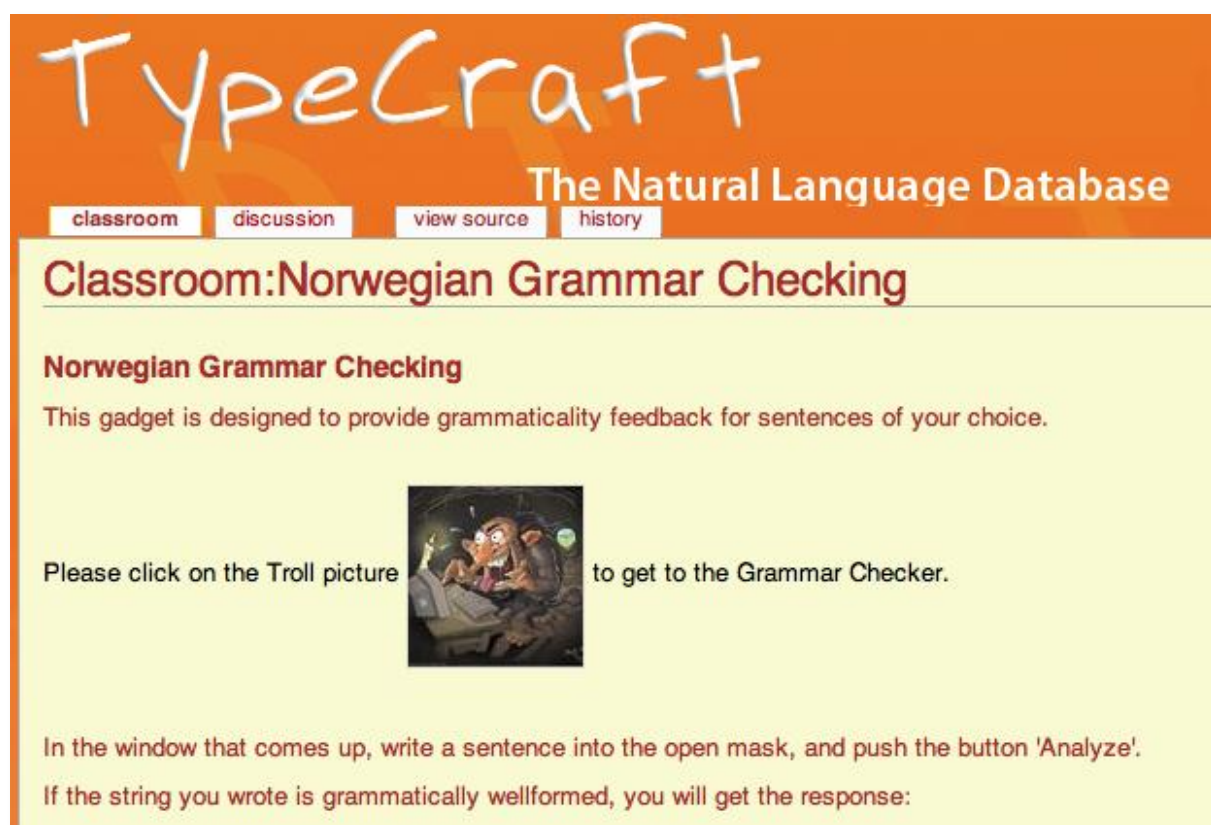 TypeCraft
The Natural Language Database
classroom discussion view source history
Classroom:Norwegian Grammar Checking
Norwegian Grammar Checking
This gadget is designed to provide grammaticality feedback for sentences of your choice.
Please click on the Troll picture to get to the Grammar Checker.
In the window that comes up, write a sentence into the open mask, and push the button 'Analyze'.
If the string you wrote is grammatically wellformed, you will get the response: